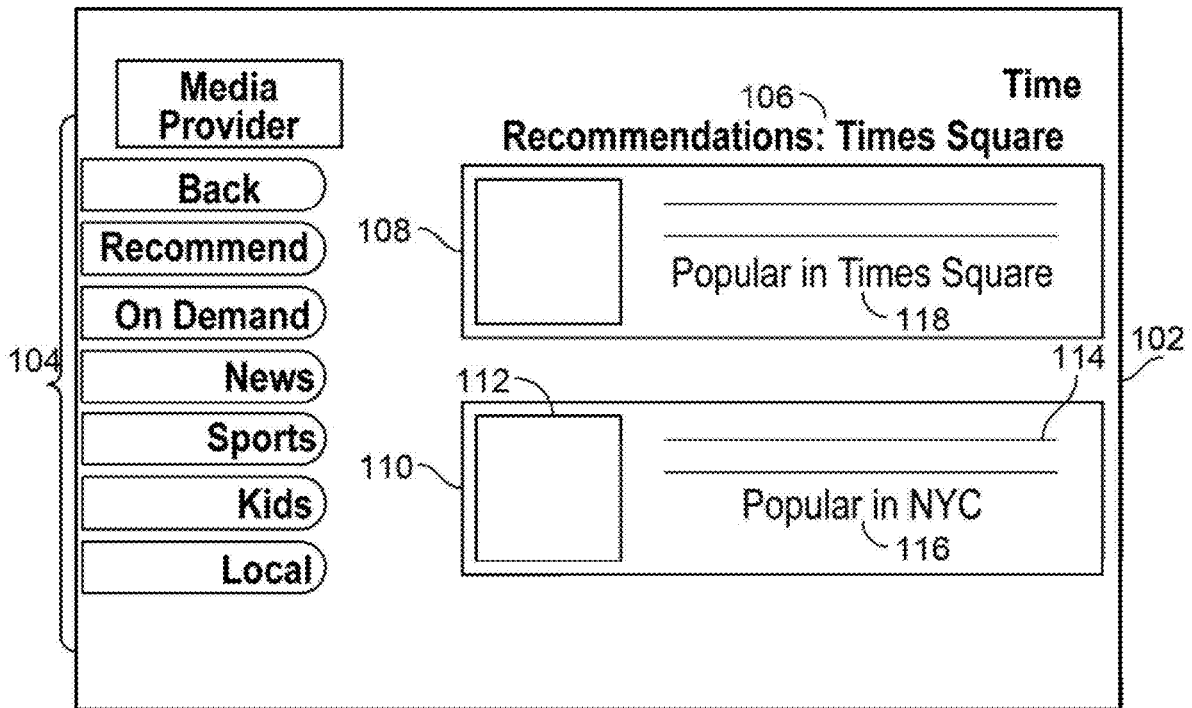 Media
Provider
Back
Recommend
On Demand
News
Sports
Kids
Local
104
Time
106
Recommendations: Times Square
108
Popular in Times Square
118
102
114
112
110
Popular in NYC
116